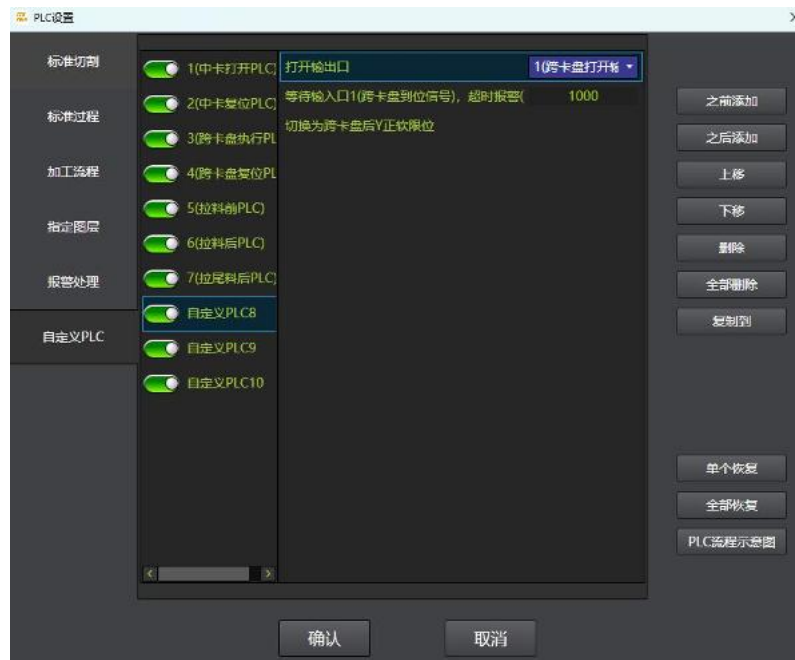 PLC设置
标准切割
标准过程
加工流程
指定图层
报警处理
自定义PLC
1(中卡打开PLC)
2(中卡复位PLC
3(跨卡盘执行PL
4(跨卡盘复位PL
5(拉料前PLC)
6(拉料后PLC)
7(拉尾料后PLC)
自定义PLC8
自定义PLC9
自定义PLC10
打开输出口 1(跨卡盘打开输
等待输入口1(跨卡盘到位信号)，超时报警( 1000
切换为跨卡盘后Y正软限位
之前添加
之后添加
上移
下移
删除
全部删除
复制到
单个恢复
全部恢复
PLC流程示意图
确认 取消